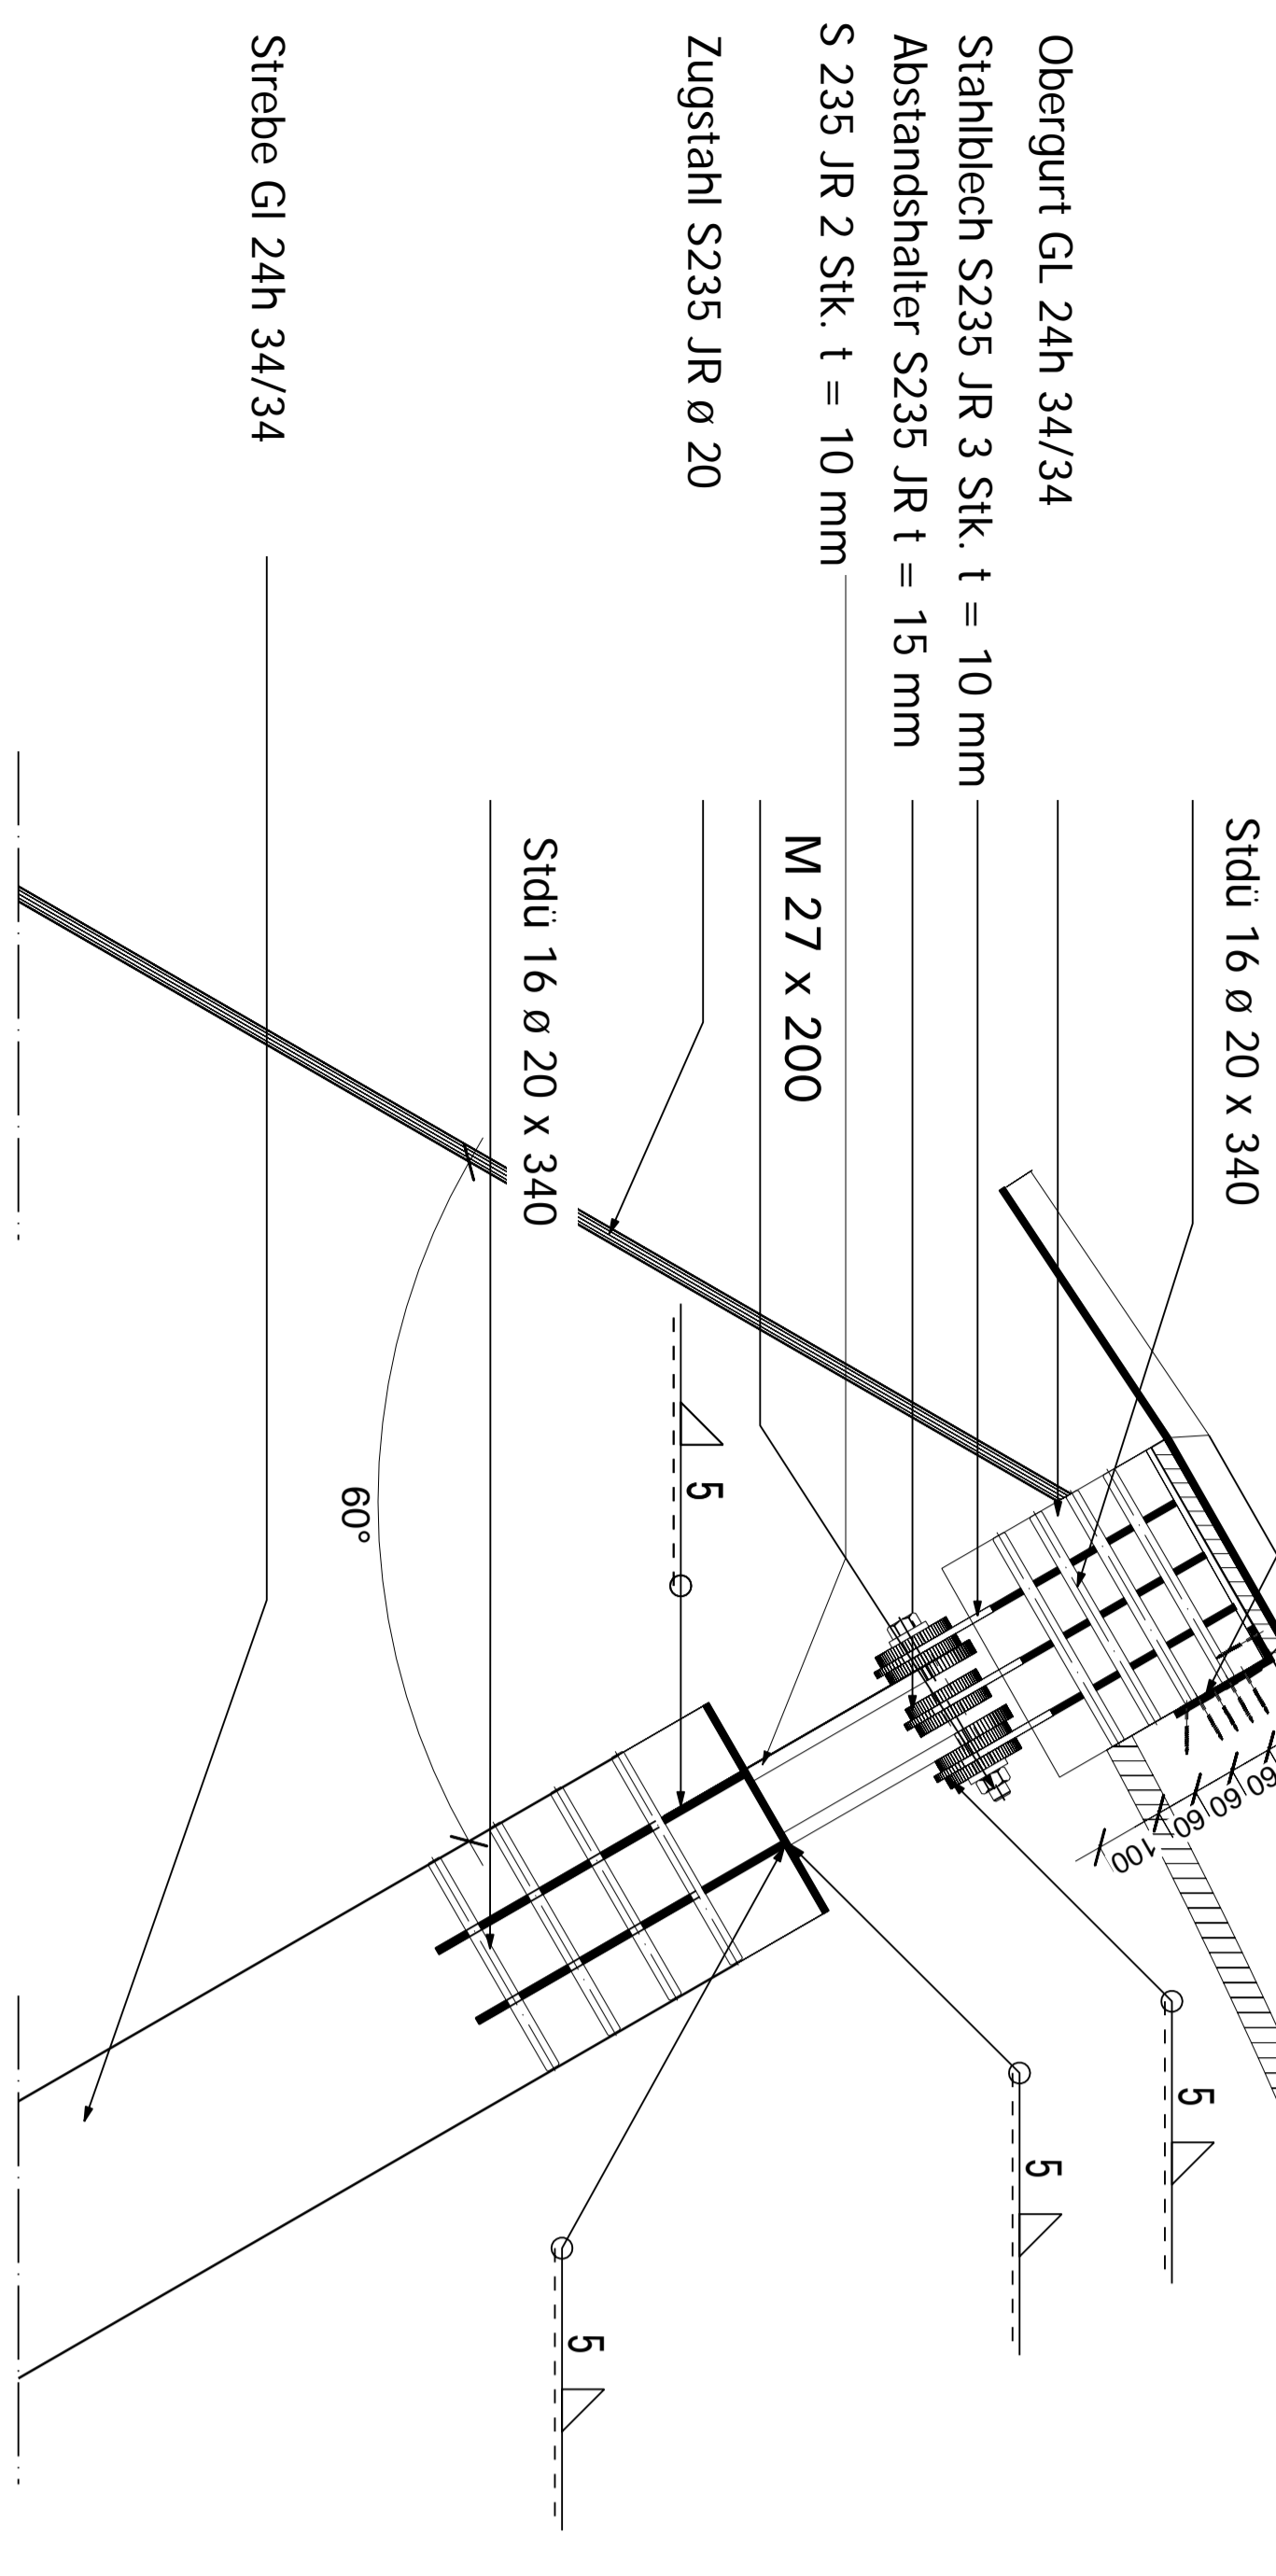 Stdü 16 ø 20 x 340
Obergurt GL 24h 34/34
Stahlblech S235 JR 3 Stk. t = 10 mm
Abstandshalter S235 JR t = 15 mm
S 235 JR 2 Stk. t = 10 mm
M 27 x 200
Zugstahl S235 JR ø 20
Stdü 16 ø 20 x 340
Strebe Gl 24h 34/34
60°
5
5
5
5
100
60
60
60